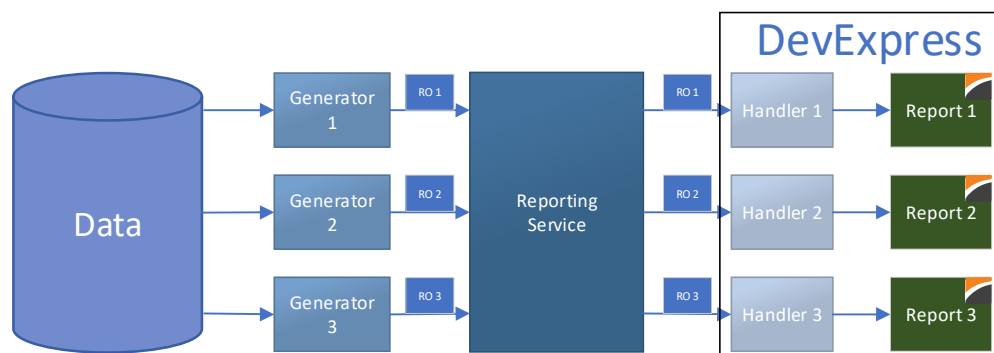 DevExpress
Data
Generator
1
RO 1
RO 1
Handler 1
Report 1
Generator
2
RO 2
Reporting
Service
RO 2
Handler 2
Report 2
Generator
3
RO 3
RO 3
Handler 3
Report 3